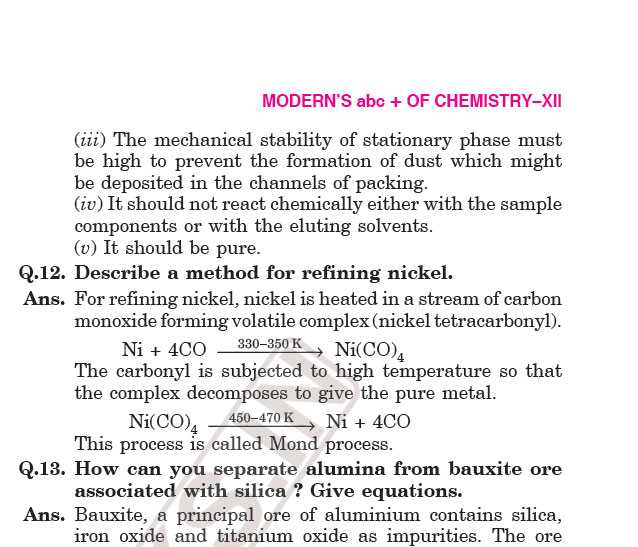 MODERN'S abc + OF CHEMISTRY–XII
(iii) The mechanical stability of stationary phase must
be high to prevent the formation of dust which might
be deposited in the channels of packing.
(iv) It should not react chemically either with the sample
components or with the eluting solvents.
(v) It should be pure.
Q.12. Describe a method for refining nickel.
Ans. For refining nickel, nickel is heated in a stream of carbon
monoxide forming volatile complex (nickel tetracarbonyl).
Ni + 4CO 330–350 K ⟶ Ni(CO)₄
The carbonyl is subjected to high temperature so that
the complex decomposes to give the pure metal.
Ni(CO)₄ 450–470 K ⟶ Ni + 4CO
This process is called Mond process.
Q.13. How can you separate alumina from bauxite ore
associated with silica ? Give equations.
Ans. Bauxite, a principal ore of aluminium contains silica,
iron oxide and titanium oxide as impurities. The ore